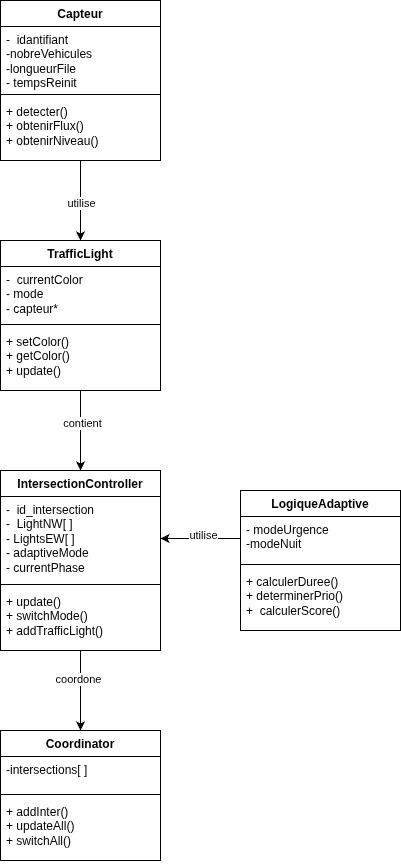 Capteur
- idantifiant
-nobreVehicules
-longueurFile
- tempsReinit
+ detecter()
+ obtenirFlux()
+ obtenirNiveau()
utilise
TrafficLight
- currentColor
- mode
- capteur*
+ setColor()
+ getColor()
+ update()
contient
IntersectionController
- id_intersection
- LightNW[ ]
- LightsEW[ ]
- adaptiveMode
- currentPhase
+ update()
+ switchMode()
+ addTrafficLight()
utilise
LogiqueAdaptive
- modeUrgence
-modeNuit
+ calculerDuree()
+ determinerPrio()
+ calculerScore()
coordone
Coordinator
-intersections[ ]
+ addInter()
+ updateAll()
+ switchAll()